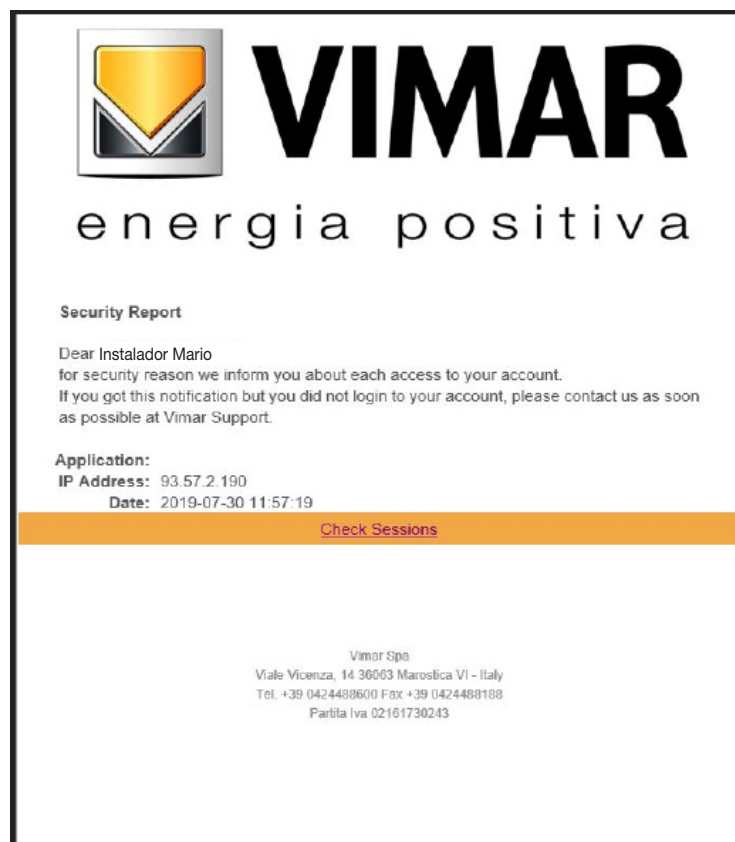 VIMAR
energia positiva
Security Report
Dear Instalador Mario
for security reason we inform you about each access to your account.
If you got this notification but you did not login to your account, please contact us as soon
as possible at Vimar Support.
Application:
IP Address: 93.57.2.190
Date: 2019-07-30 11:57:19
Check Sessions
Vimar Spa
Viale Vicenza, 14 36063 Marostica VI - Italy
Tel. +39 0424488600 Fax +39 0424488188
Partita Iva 02161730243